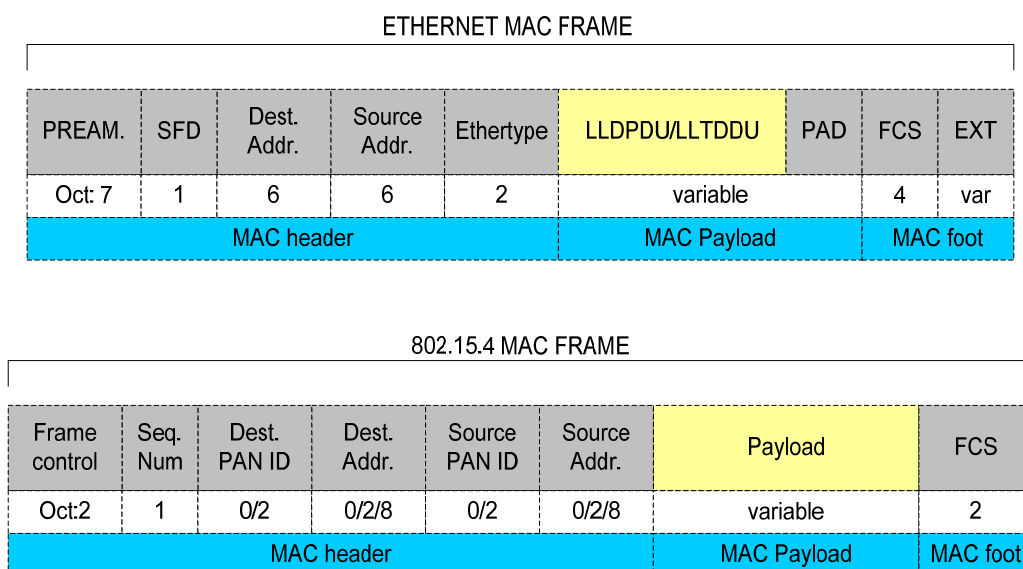 ETHERNET MAC FRAME
PREAM. SFD Dest. Addr. Source Addr. Ethertype LLDPDU/LLTDDU PAD FCS EXT
Oct: 7 1 6 6 2 variable 4 var
MAC header MAC Payload MAC foot
802.15.4 MAC FRAME
Frame control Seq. Num Dest. PAN ID Dest. Addr. Source PAN ID Source Addr. Payload FCS
Oct:2 1 0/2 0/2/8 0/2 0/2/8 variable 2
MAC header MAC Payload MAC foot